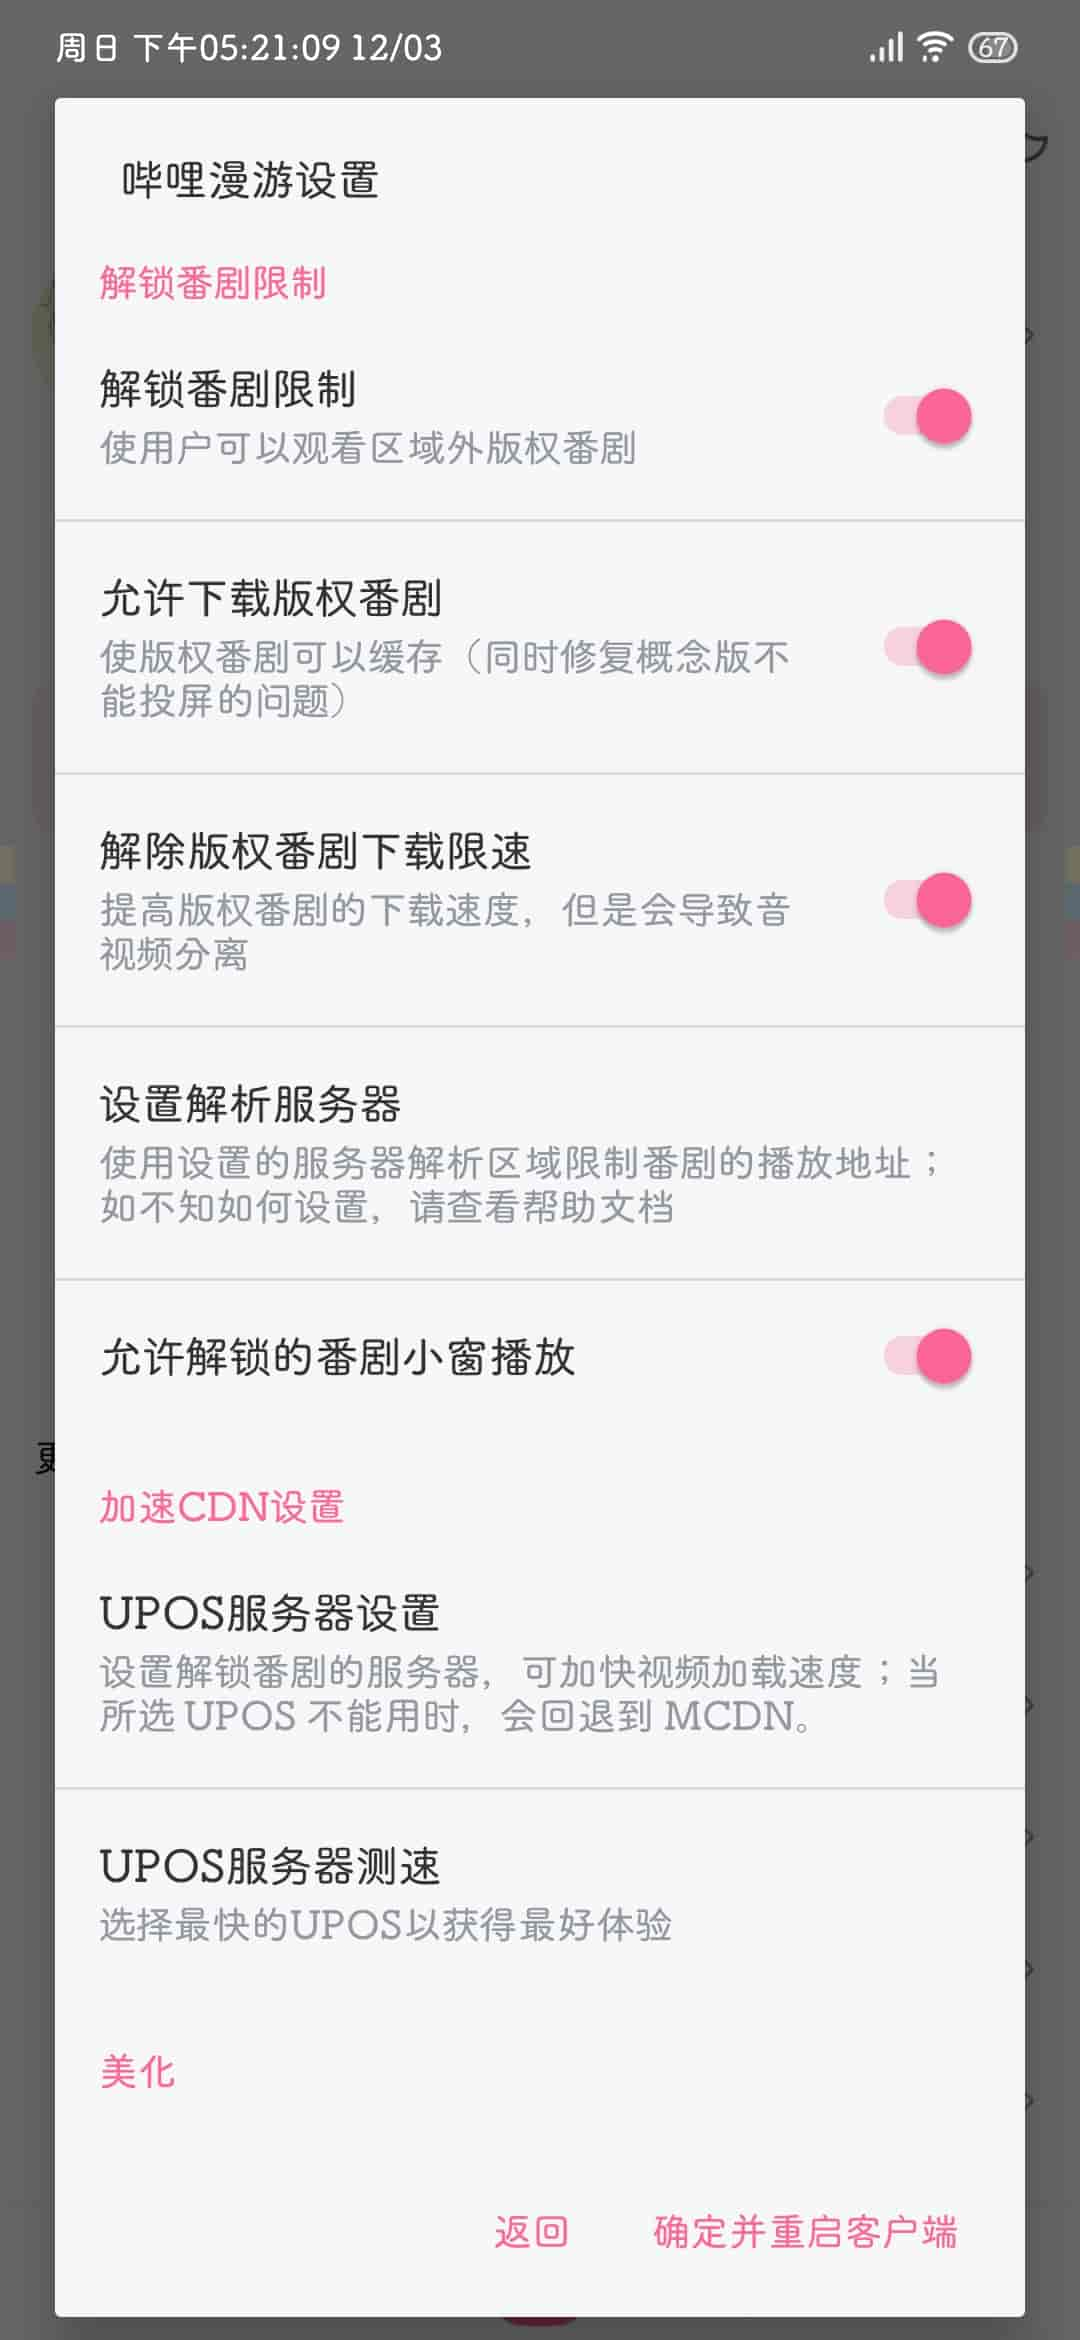 周日 下午05:21:09 12/03
67
哔哩漫游设置
解锁番剧限制
解锁番剧限制
使用户可以观看区域外版权番剧
允许下载版权番剧
使版权番剧可以缓存（同时修复概念版不
能投屏的问题）
解除版权番剧下载限速
提高版权番剧的下载速度，但是会导致音
视频分离
设置解析服务器
使用设置的服务器解析区域限制番剧的播放地址；
如不知如何设置，请查看帮助文档
允许解锁的番剧小窗播放
加速CDN设置
UPOS服务器设置
设置解锁番剧的服务器，可加快视频加载速度；当
所选 UPOS 不能用时，会回退到 MCDN。
UPOS服务器测速
选择最快的UPOS以获得最好体验
美化
返回 确定并重启客户端